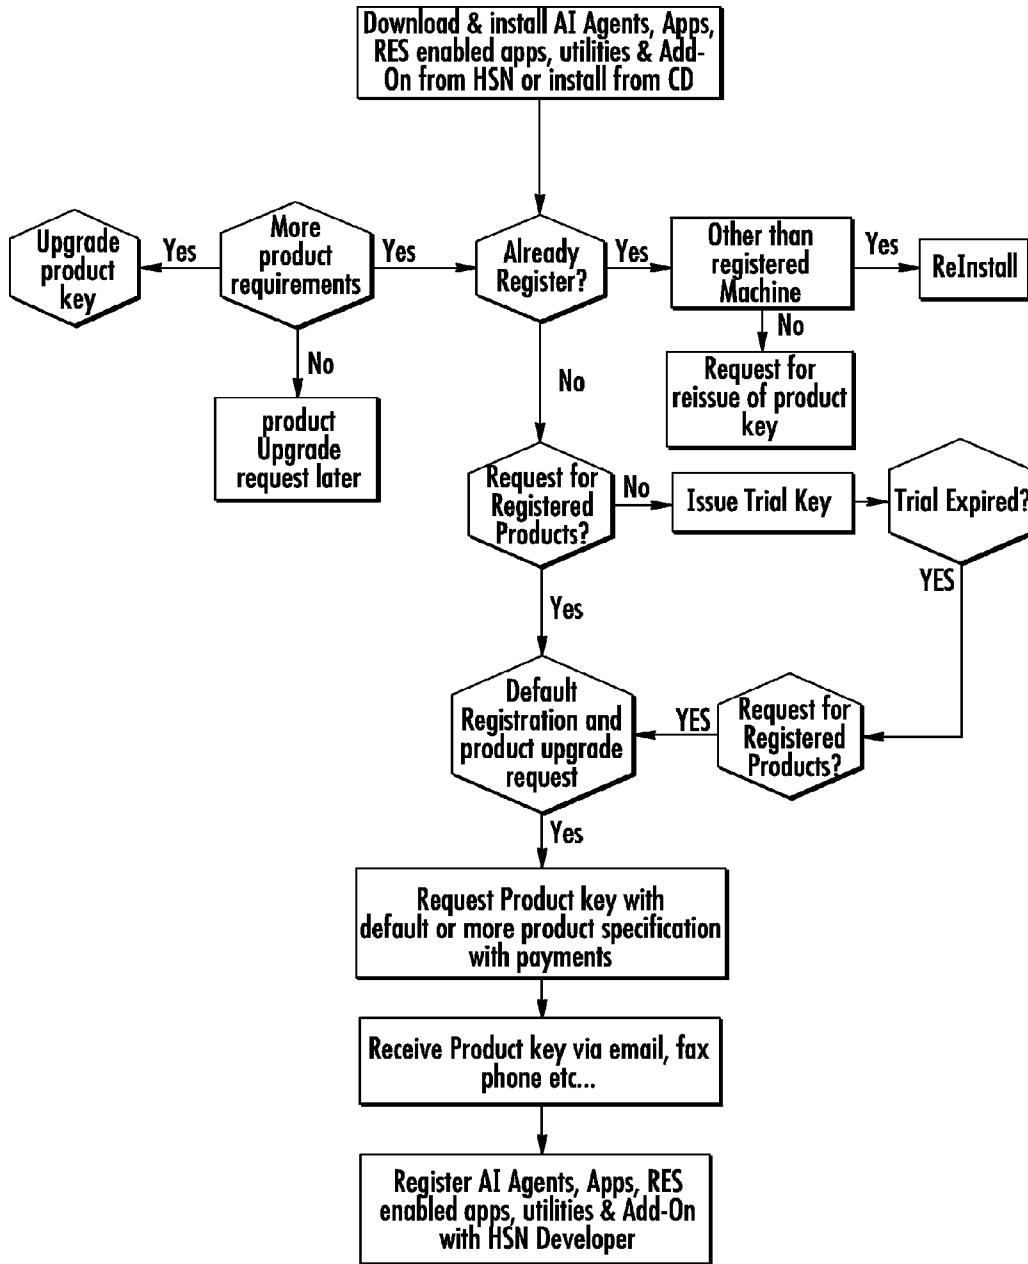 Download & install AI Agents, Apps,
RES enabled apps, utilities & Add-
On from HSN or install from CD
Upgrade
product
key
Yes
More
product
requirements
Yes
Already
Register?
Yes
Other than
registered
Machine
Yes
ReInstall
No
No
No
Request for
reissue of product
key
product
Upgrade
request later
Request for
Registered
Products?
No
Issue Trial Key
Trial Expired?
YES
Yes
Default
Registration and
product upgrade
request
YES
Request for
Registered
Products?
Yes
Request Product key with
default or more product specification
with payments
Receive Product key via email, fax
phone etc...
Register AI Agents, Apps, RES
enabled apps, utilities & Add-On
with HSN Developer